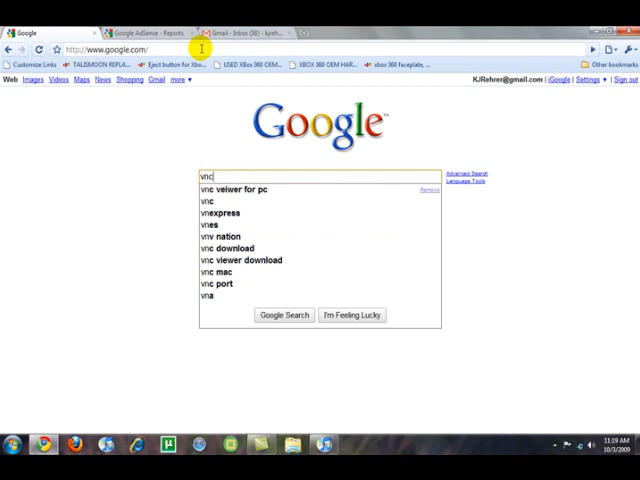 Google
Google AdSense - Reports
Gmail - Inbox (58) - kjreh...
http://www.google.com/
Customize Links
TALISMOON REPLA...
Eject button for Xbo...
USED XBox 360 OEM ...
XBOX 360 OEM HAR...
xbox 360 faceplate, ...
Other bookmarks
Web Images Videos Maps News Shopping Gmail more ▼
KJRehrer@gmail.com | iGoogle | Settings ▼ | Sign out
Google™
vnc
Advanced Search
Language Tools
vnc veiwer for pc
Remove
vnc
vnexpress
vnes
vnv nation
vnc download
vnc viewer download
vnc mac
vnc port
vna
Google Search
I'm Feeling Lucky
11:19 AM
10/3/2009